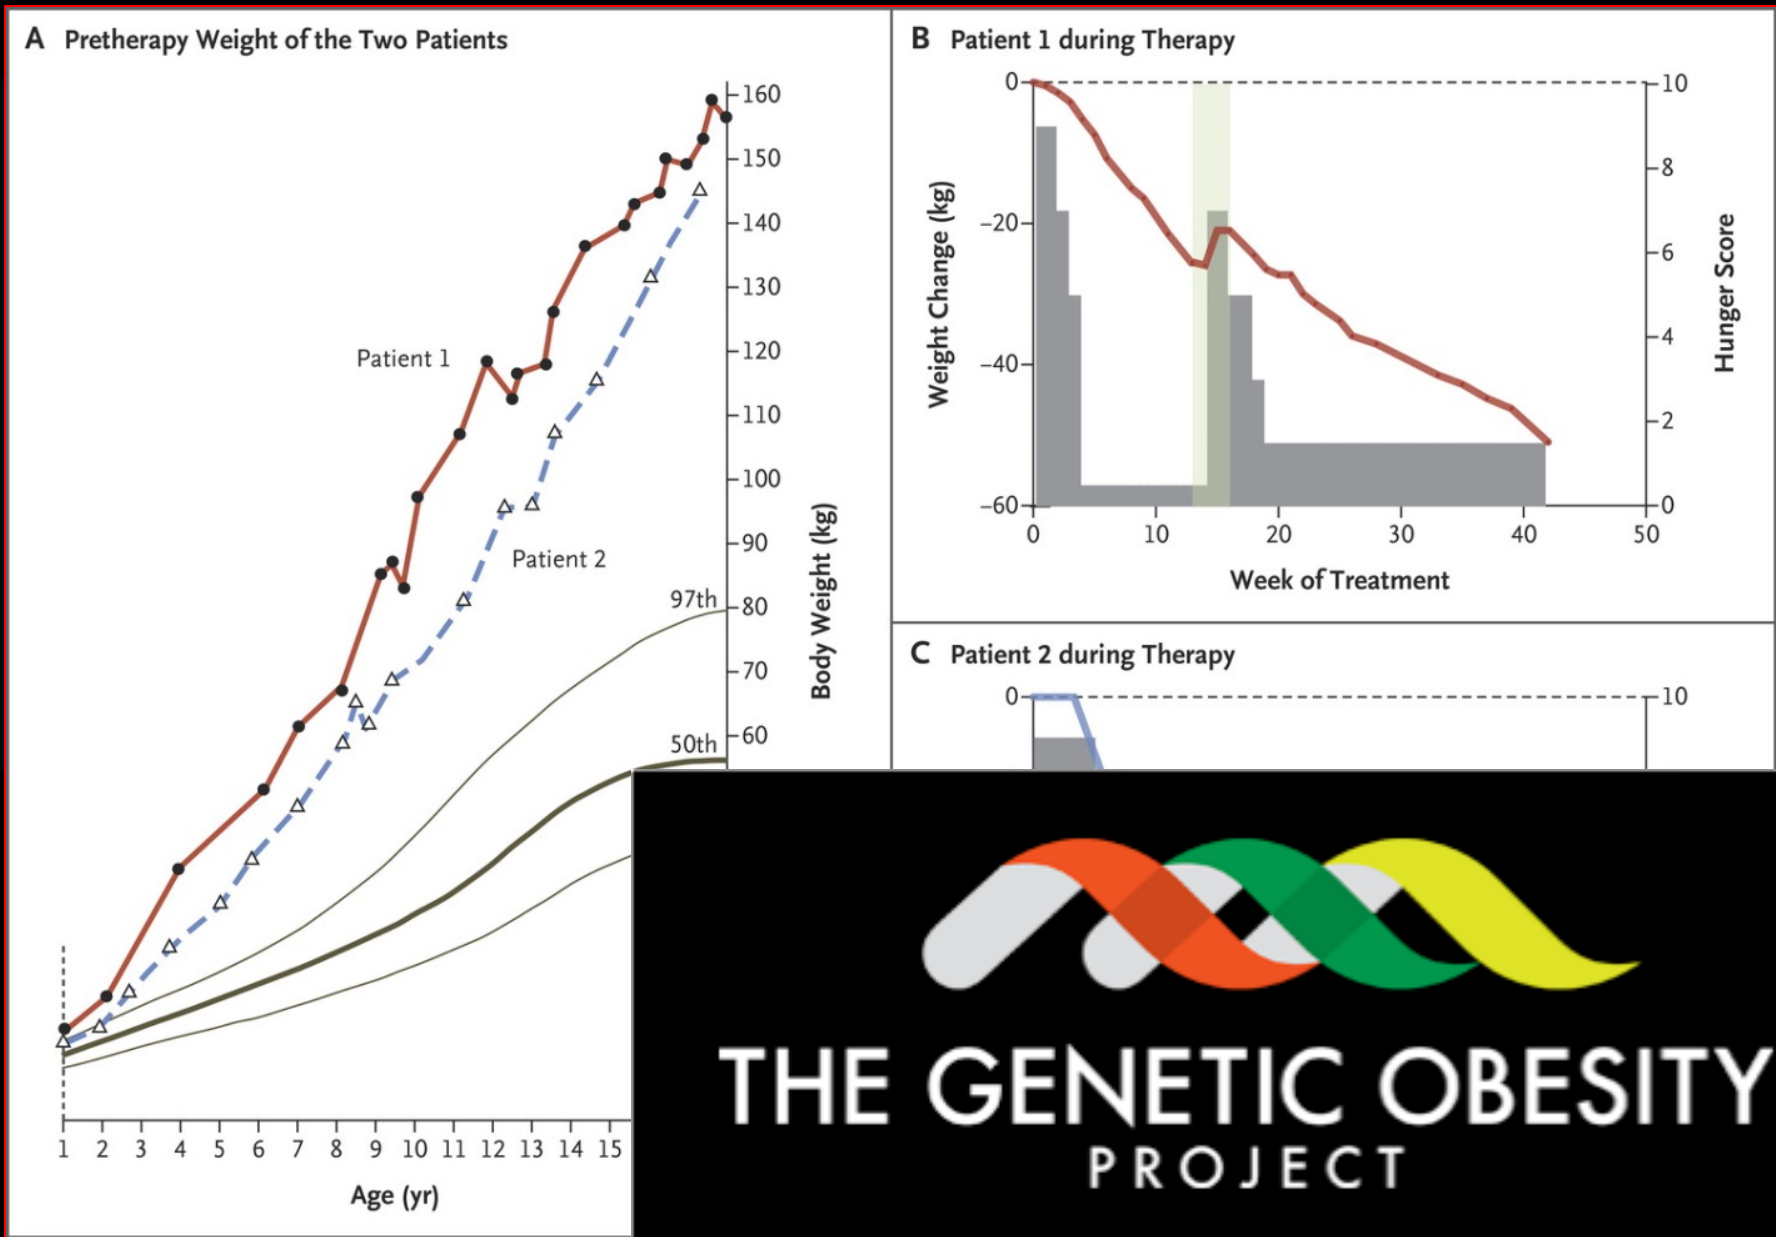 A Pretherapy Weight of the Two Patients
160
150
140
130
120
110
100
90
80
70
60
Body Weight (kg)
Patient 1
Patient 2
97th
50th
1 2 3 4 5 6 7 8 9 10 11 12 13 14 15
Age (yr)
B Patient 1 during Therapy
0
−20
−40
−60
Weight Change (kg)
10
8
6
4
2
0
Hunger Score
0 10 20 30 40 50
Week of Treatment
C Patient 2 during Therapy
0
10
THE GENETIC OBESITY
PROJECT